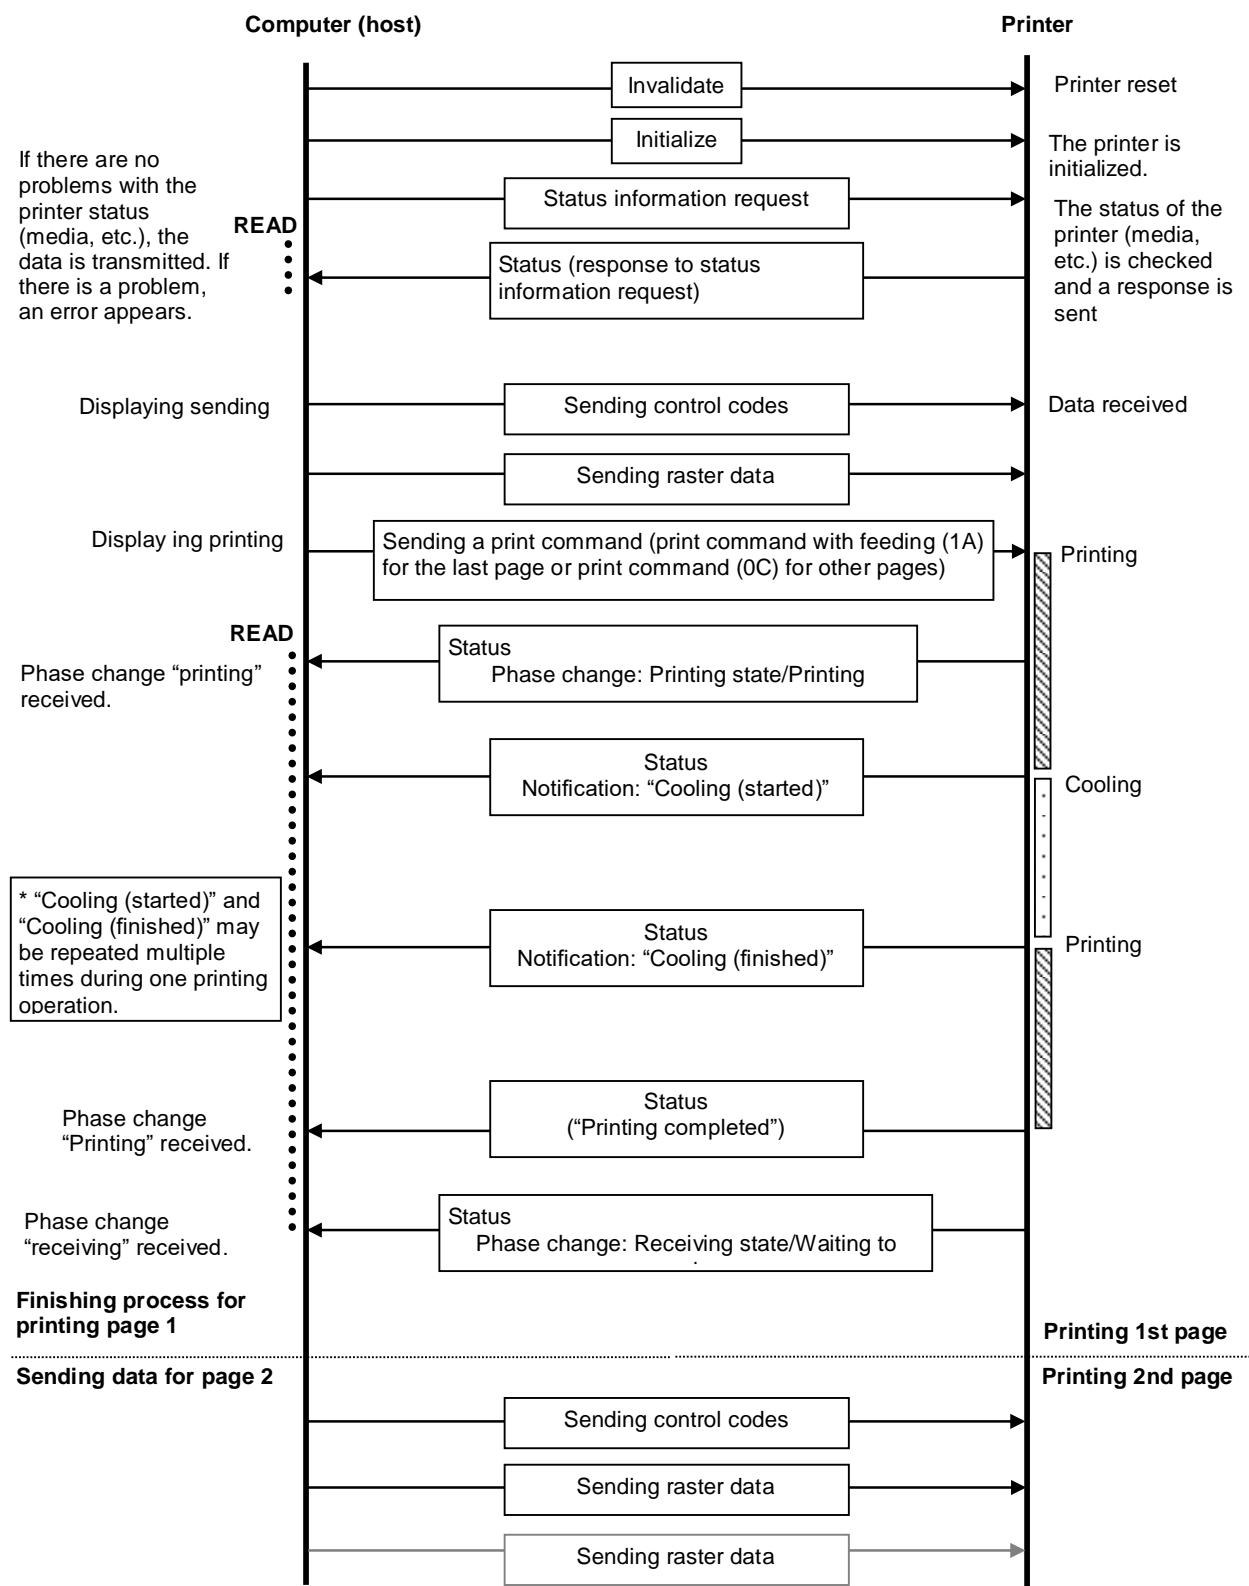 Computer (host)
Printer
Invalidate
Printer reset
Initialize
The printer is
initialized.
If there are no
problems with the
printer status
(media, etc.), the
data is transmitted. If
there is a problem,
an error appears.
READ
Status information request
The status of the
printer (media,
etc.) is checked
and a response is
sent
Status (response to status
information request)
Displaying sending
Sending control codes
Data received
Sending raster data
Display ing printing
Sending a print command (print command with feeding (1A)
for the last page or print command (0C) for other pages)
Printing
READ
Status
Phase change: Printing state/Printing
Phase change “printing”
received.
Status
Notification: “Cooling (started)”
Cooling
* “Cooling (started)” and
“Cooling (finished)” may
be repeated multiple
times during one printing
operation.
Status
Notification: “Cooling (finished)”
Printing
Status
(“Printing completed”)
Phase change
“Printing” received.
Status
Phase change: Receiving state/Waiting to
Phase change
“receiving” received.
Finishing process for
printing page 1
Printing 1st page
Sending data for page 2
Printing 2nd page
Sending control codes
Sending raster data
Sending raster data